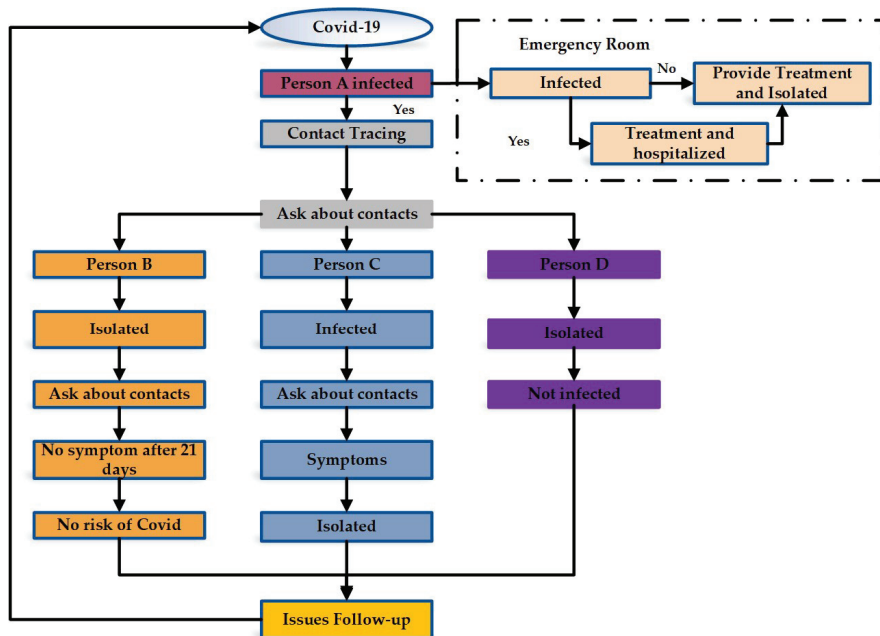 Covid-19
Emergency Room
Person A infected
Infected
No
Provide Treatment
and Isolated
Yes
Contact Tracing
Yes
Treatment and
hospitalized
Ask about contacts
Person B
Person C
Person D
Isolated
Infected
Isolated
Ask about contacts
Ask about contacts
Not infected
No symptom after 21
days
Symptoms
No risk of Covid
Isolated
Issues Follow-up